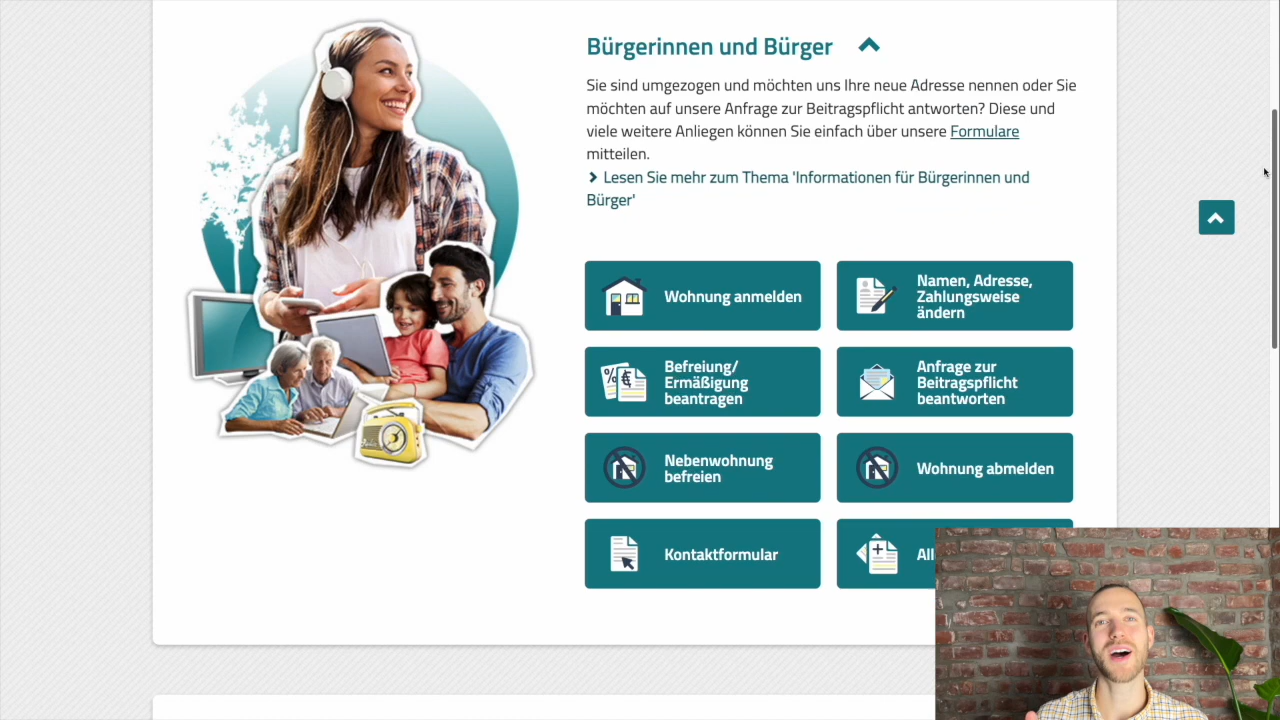 Bürgerinnen und Bürger
Sie sind umgezogen und möchten uns Ihre neue Adresse nennen oder Sie
möchten auf unsere Anfrage zur Beitragspflicht antworten? Diese und
viele weitere Anliegen können Sie einfach über unsere Formulare
mitteilen.
Lesen Sie mehr zum Thema 'Informationen für Bürgerinnen und
Bürger'
Wohnung anmelden
Namen, Adresse,
Zahlungsweise
ändern
Befreiung/
Ermäßigung
beantragen
Anfrage zur
Beitragspflicht
beantworten
Nebenwohnung
befreien
Wohnung abmelden
Kontaktformular